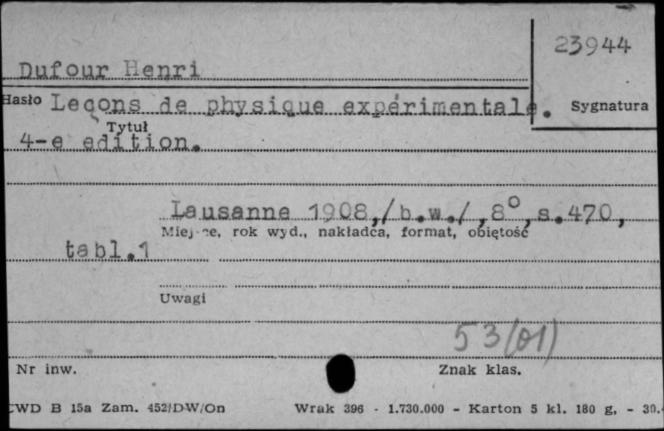 23944
Dufour Henri
Hasło Leçons de physique expérimentale. Sygnatura
Tytuł
4-e edition.
Lausanne 1908,/b.w./,8°,s.470,
Miejsce, rok wyd., nakładca, format, objętość
tabl.1
Uwagi
53(01)
Nr inw. Znak klas.
CWD B 15a Zam. 452/DW/On Wrak 396 - 1.730.000 - Karton 5 kl. 180 g, - 30.